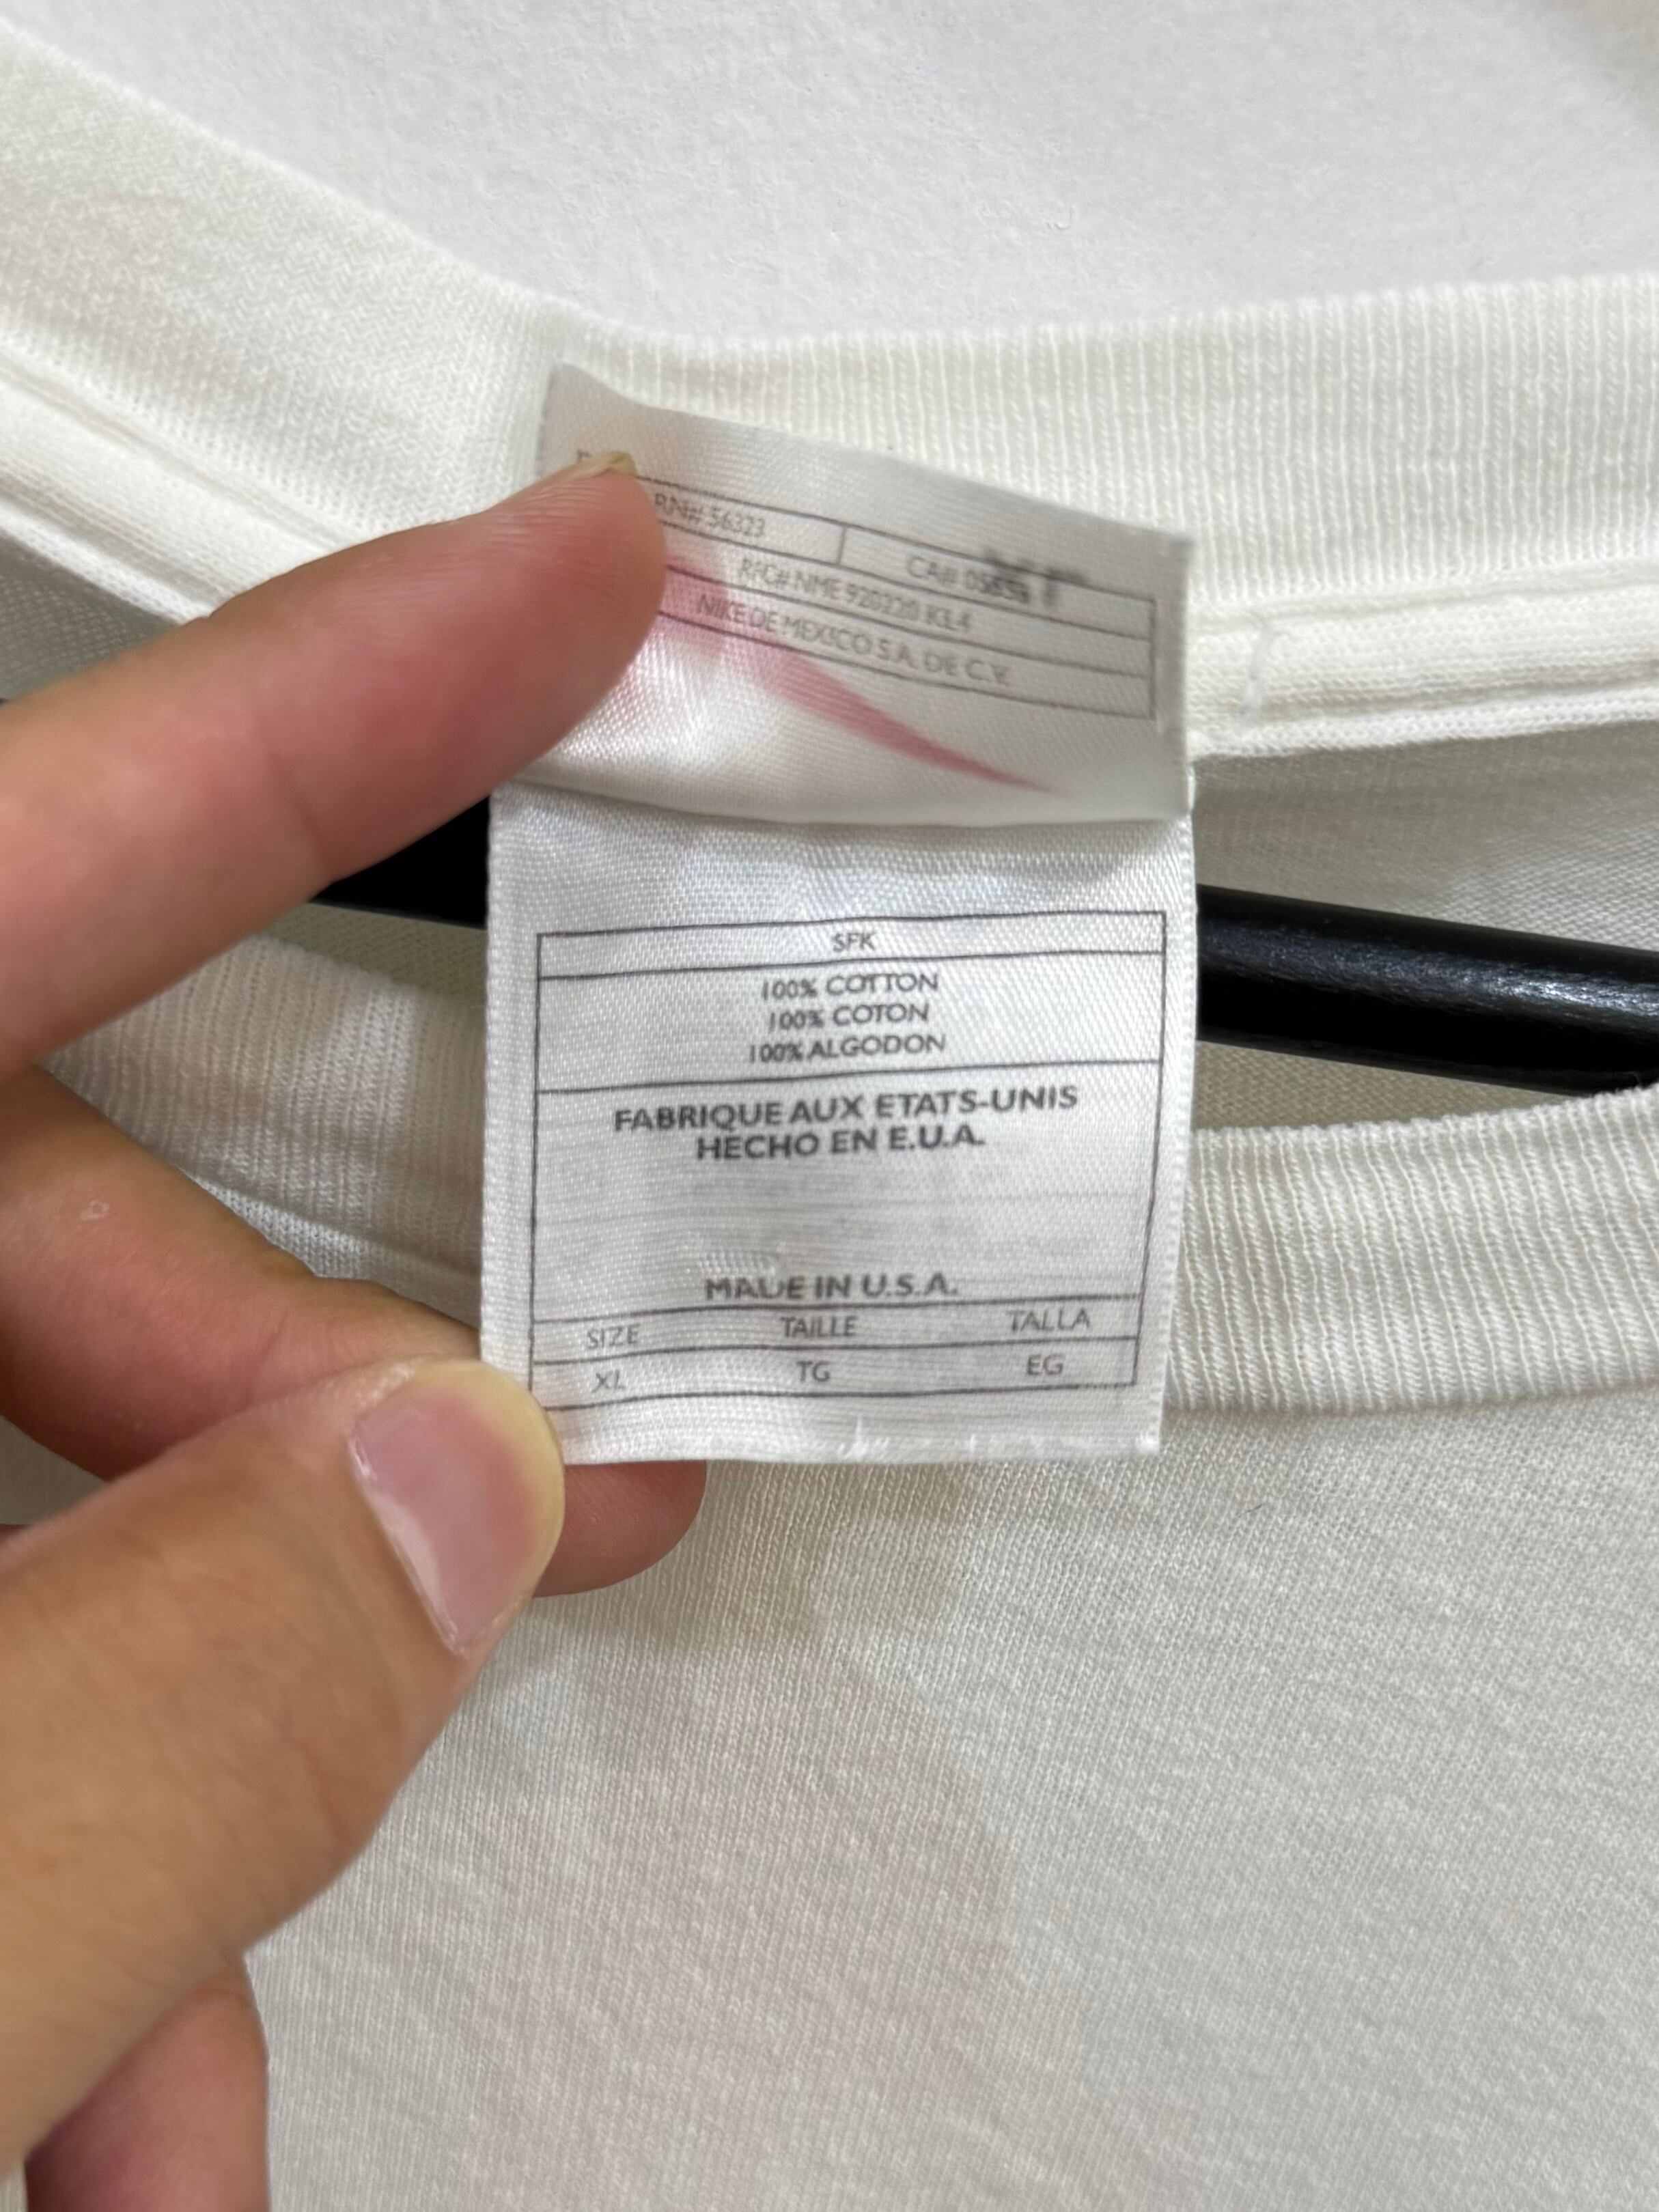 RN# 56323 CA# 05553
RFC# NME 920220 KL4
NIKE DE MEXICO S.A. DE C.V.
SFK
100% COTTON
100% COTON
100% ALGODON
FABRIQUE AUX ETATS-UNIS
HECHO EN E.U.A.
MADE IN U.S.A.
SIZE TAILLE TALLA
XL TG EG